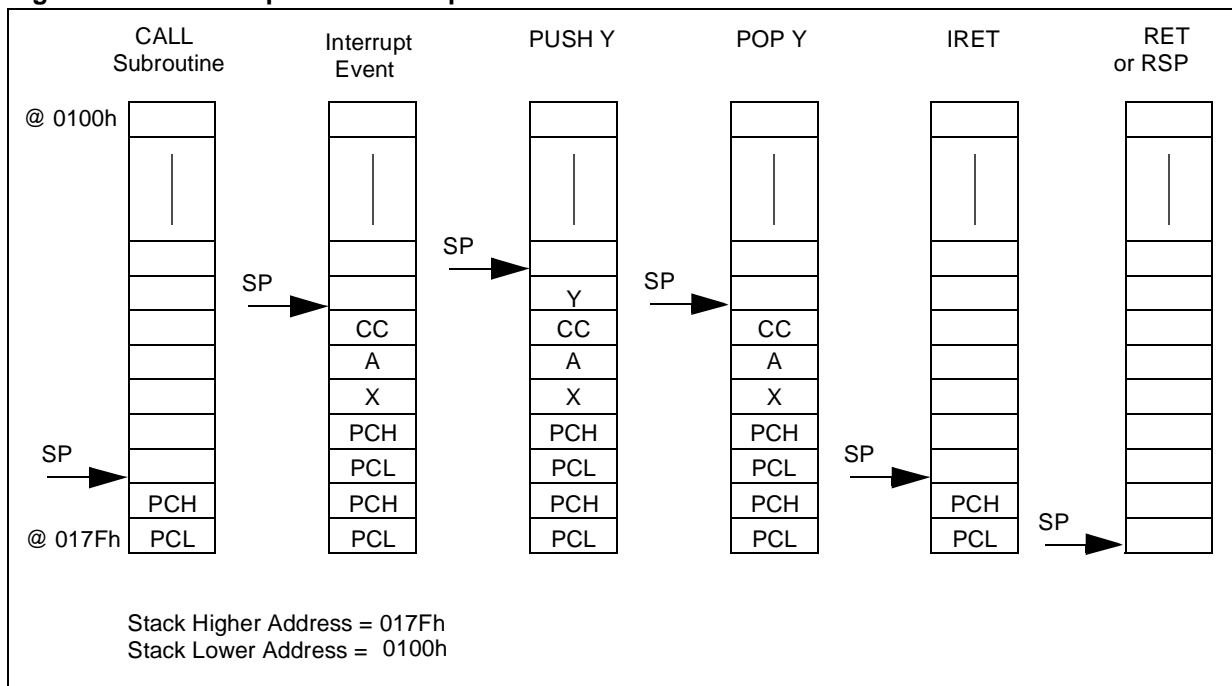 CALL
Subroutine
Interrupt
Event
PUSH Y
POP Y
IRET
RET
or RSP
@ 0100h
SP
SP
SP
Y
CC
CC
CC
A
A
A
X
X
X
PCH
PCH
PCH
SP
SP
PCL
PCL
PCL
PCH
PCH
PCH
PCH
PCH
SP
@ 017Fh
PCL
PCL
PCL
PCL
PCL
Stack Higher Address = 017Fh
Stack Lower Address = 0100h